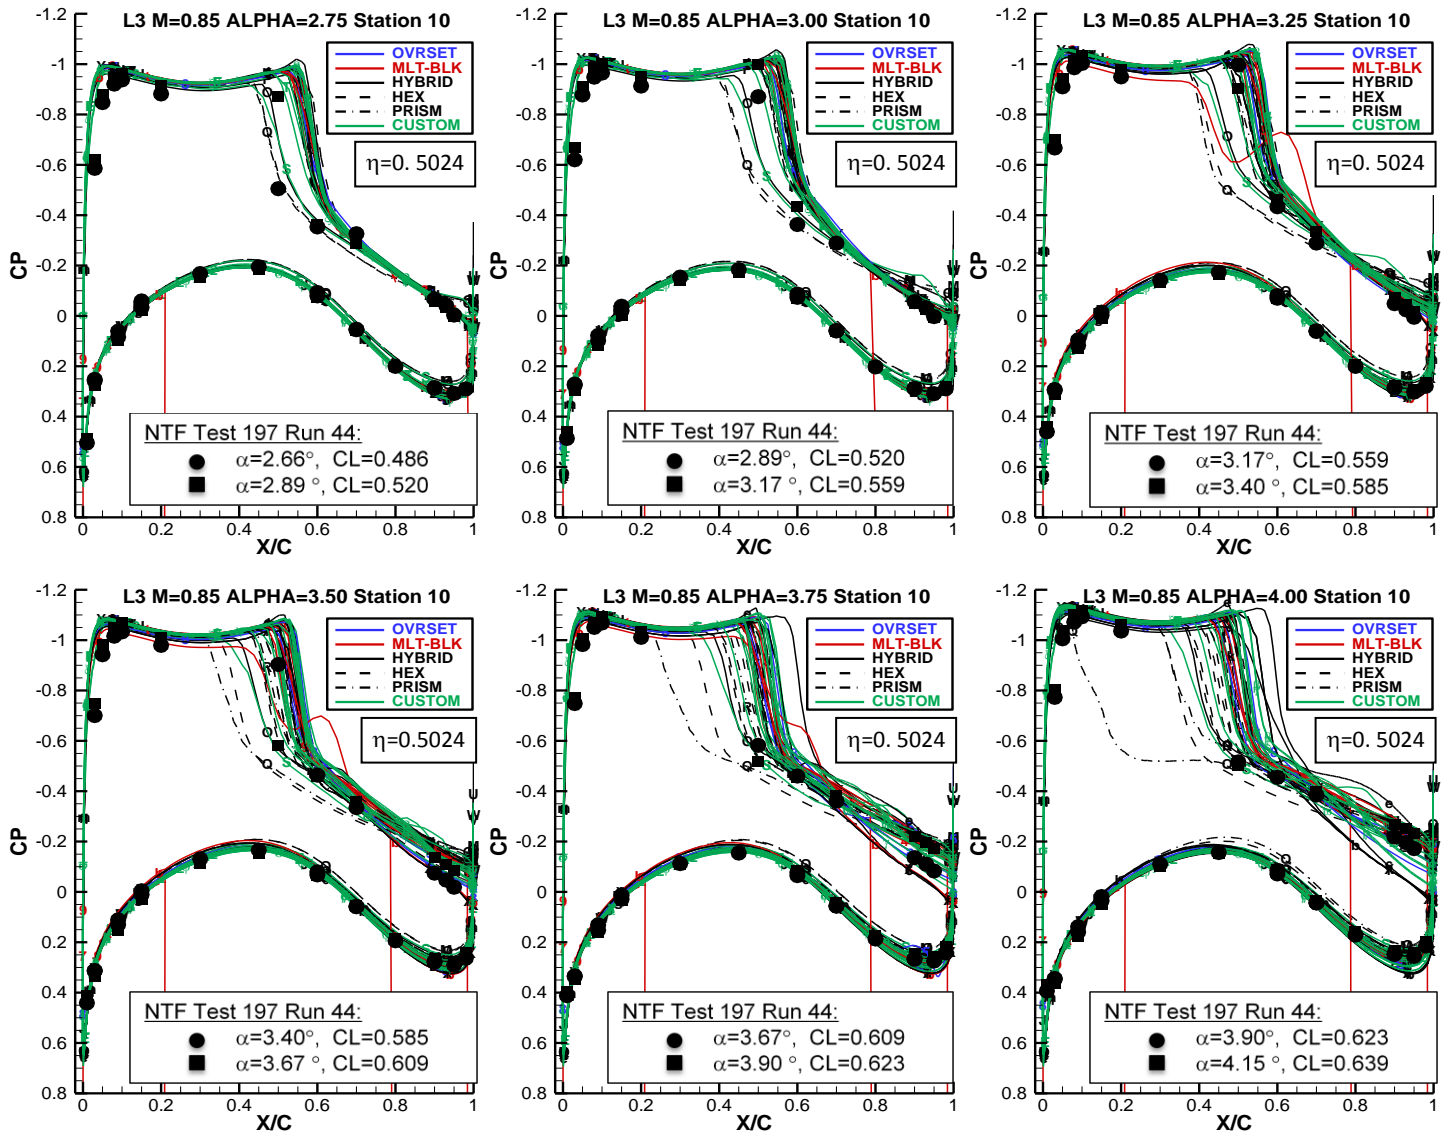 L3 M=0.85 ALPHA=2.75 Station 10
-1.2
-1
-0.8
-0.6
-0.4
-0.2
0
0.2
0.4
0.6
0.8
CP
OVRSET
MLT-BLK
HYBRID
HEX
PRISM
CUSTOM
η=0. 5024
NTF Test 197 Run 44:
α=2.66°, CL=0.486
α=2.89 °, CL=0.520
0 0.2 0.4 0.6 0.8 1
X/C
L3 M=0.85 ALPHA=3.00 Station 10
-1.2
-1
-0.8
-0.6
-0.4
-0.2
0
0.2
0.4
0.6
0.8
CP
OVRSET
MLT-BLK
HYBRID
HEX
PRISM
CUSTOM
η=0. 5024
NTF Test 197 Run 44:
α=2.89°, CL=0.520
α=3.17 °, CL=0.559
0 0.2 0.4 0.6 0.8 1
X/C
L3 M=0.85 ALPHA=3.25 Station 10
-1.2
-1
-0.8
-0.6
-0.4
-0.2
0
0.2
0.4
0.6
0.8
CP
OVRSET
MLT-BLK
HYBRID
HEX
PRISM
CUSTOM
η=0. 5024
NTF Test 197 Run 44:
α=3.17°, CL=0.559
α=3.40 °, CL=0.585
0 0.2 0.4 0.6 0.8 1
X/C
L3 M=0.85 ALPHA=3.50 Station 10
-1.2
-1
-0.8
-0.6
-0.4
-0.2
0
0.2
0.4
0.6
0.8
CP
OVRSET
MLT-BLK
HYBRID
HEX
PRISM
CUSTOM
η=0.5024
NTF Test 197 Run 44:
α=3.40°, CL=0.585
α=3.67 °, CL=0.609
0 0.2 0.4 0.6 0.8 1
X/C
L3 M=0.85 ALPHA=3.75 Station 10
-1.2
-1
-0.8
-0.6
-0.4
-0.2
0
0.2
0.4
0.6
0.8
CP
OVRSET
MLT-BLK
HYBRID
HEX
PRISM
CUSTOM
η=0. 5024
NTF Test 197 Run 44:
α=3.67°, CL=0.609
α=3.90 °, CL=0.623
0 0.2 0.4 0.6 0.8 1
X/C
L3 M=0.85 ALPHA=4.00 Station 10
-1.2
-1
-0.8
-0.6
-0.4
-0.2
0
0.2
0.4
0.6
0.8
CP
OVRSET
MLT-BLK
HYBRID
HEX
PRISM
CUSTOM
η=0. 5024
NTF Test 197 Run 44:
α=3.90°, CL=0.623
α=4.15 °, CL=0.639
0 0.2 0.4 0.6 0.8 1
X/C